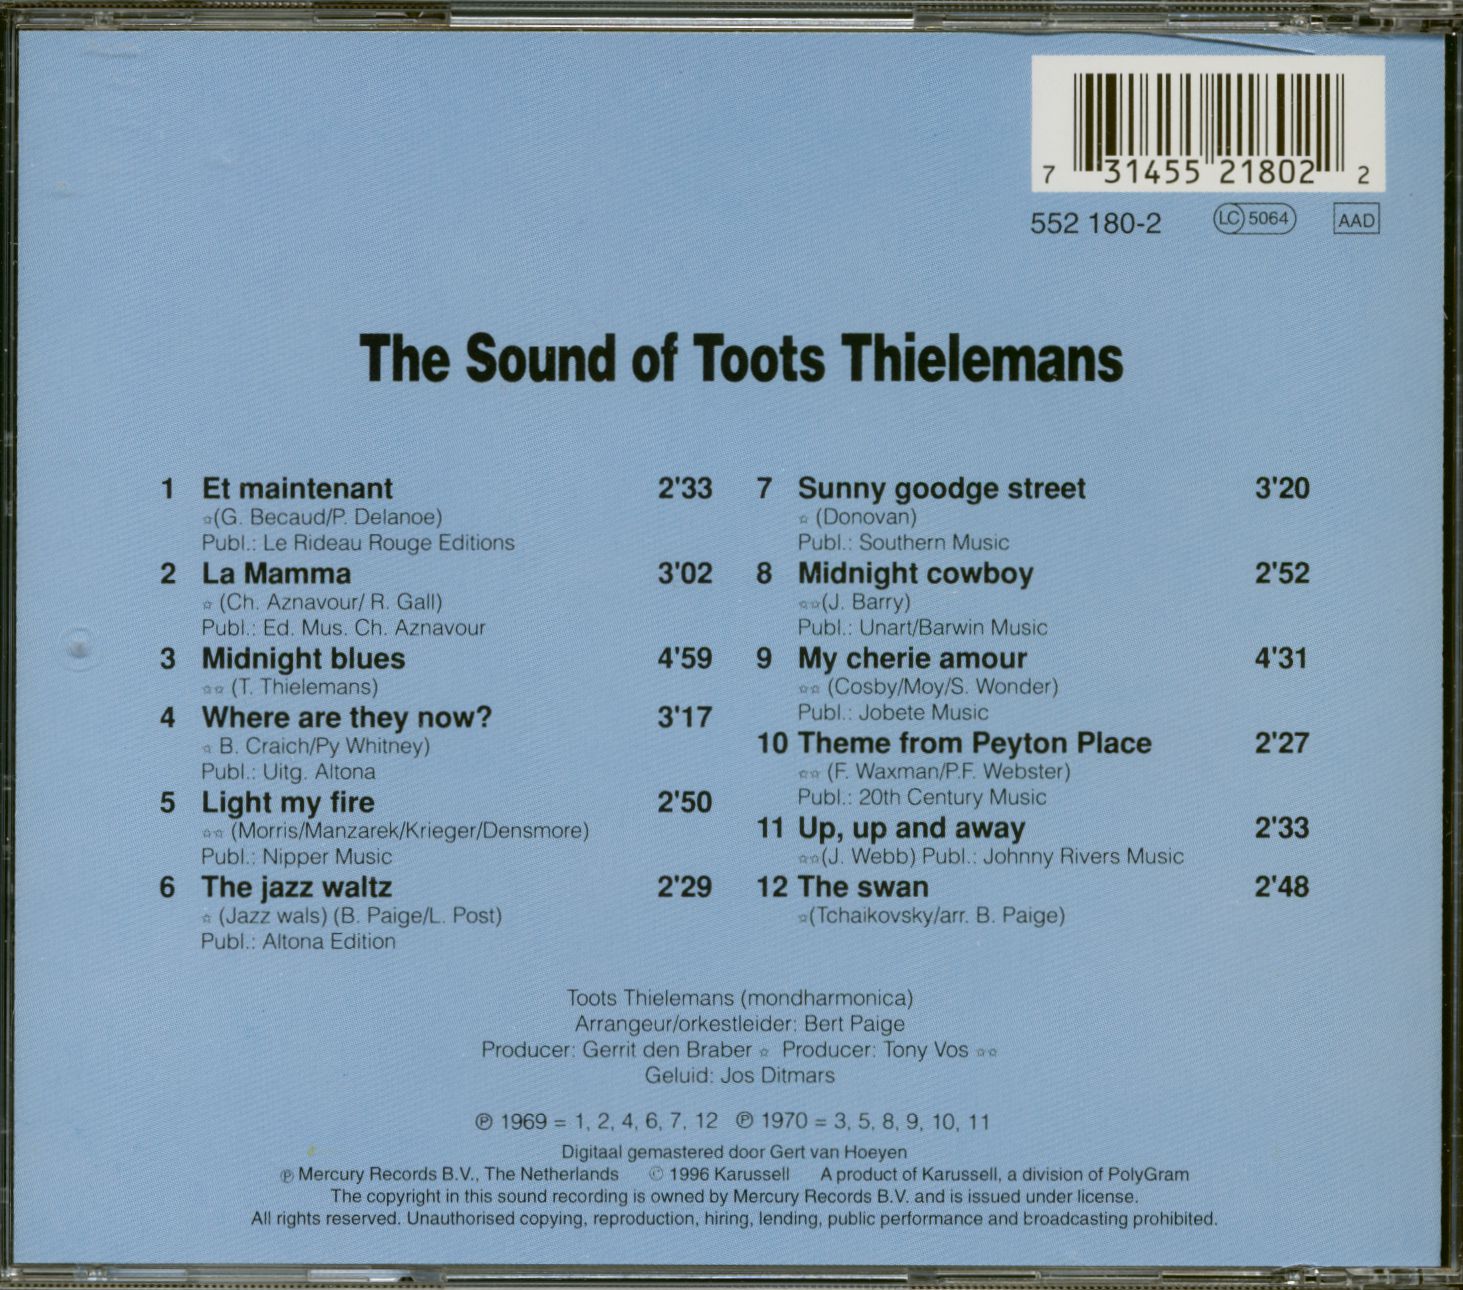 7 31455 21802 2
552 180-2 LC 5064 AAD
The Sound of Toots Thielemans
1 Et maintenant 2'33
☆(G. Becaud/P. Delanoe)
Publ.: Le Rideau Rouge Editions
2 La Mamma 3'02
☆ (Ch. Aznavour/ R. Gall)
Publ.: Ed. Mus. Ch. Aznavour
3 Midnight blues 4'59
☆☆ (T. Thielemans)
4 Where are they now? 3'17
☆ B. Craich/Py Whitney)
Publ.: Uitg. Altona
5 Light my fire 2'50
☆☆ (Morris/Manzarek/Krieger/Densmore)
Publ.: Nipper Music
6 The jazz waltz 2'29
☆ (Jazz wals) (B. Paige/L. Post)
Publ.: Altona Edition
7 Sunny goodge street 3'20
☆ (Donovan)
Publ.: Southern Music
8 Midnight cowboy 2'52
☆☆(J. Barry)
Publ.: Unart/Barwin Music
9 My cherie amour 4'31
☆☆ (Cosby/Moy/S. Wonder)
Publ.: Jobete Music
10 Theme from Peyton Place 2'27
☆☆ (F. Waxman/P.F. Webster)
Publ.: 20th Century Music
11 Up, up and away 2'33
☆☆(J. Webb) Publ.: Johnny Rivers Music
12 The swan 2'48
☆(Tchaikovsky/arr. B. Paige)
Toots Thielemans (mondharmonica)
Arrangeur/orkestleider: Bert Paige
Producer: Gerrit den Braber ☆ Producer: Tony Vos ☆☆
Geluid: Jos Ditmars
℗ 1969 = 1, 2, 4, 6, 7, 12 ℗ 1970 = 3, 5, 8, 9, 10, 11
Digitaal gemastered door Gert van Hoeyen
℗ Mercury Records B.V., The Netherlands © 1996 Karussell A product of Karussell, a division of PolyGram
The copyright in this sound recording is owned by Mercury Records B.V. and is issued under license.
All rights reserved. Unauthorised copying, reproduction, hiring, lending, public performance and broadcasting prohibited.